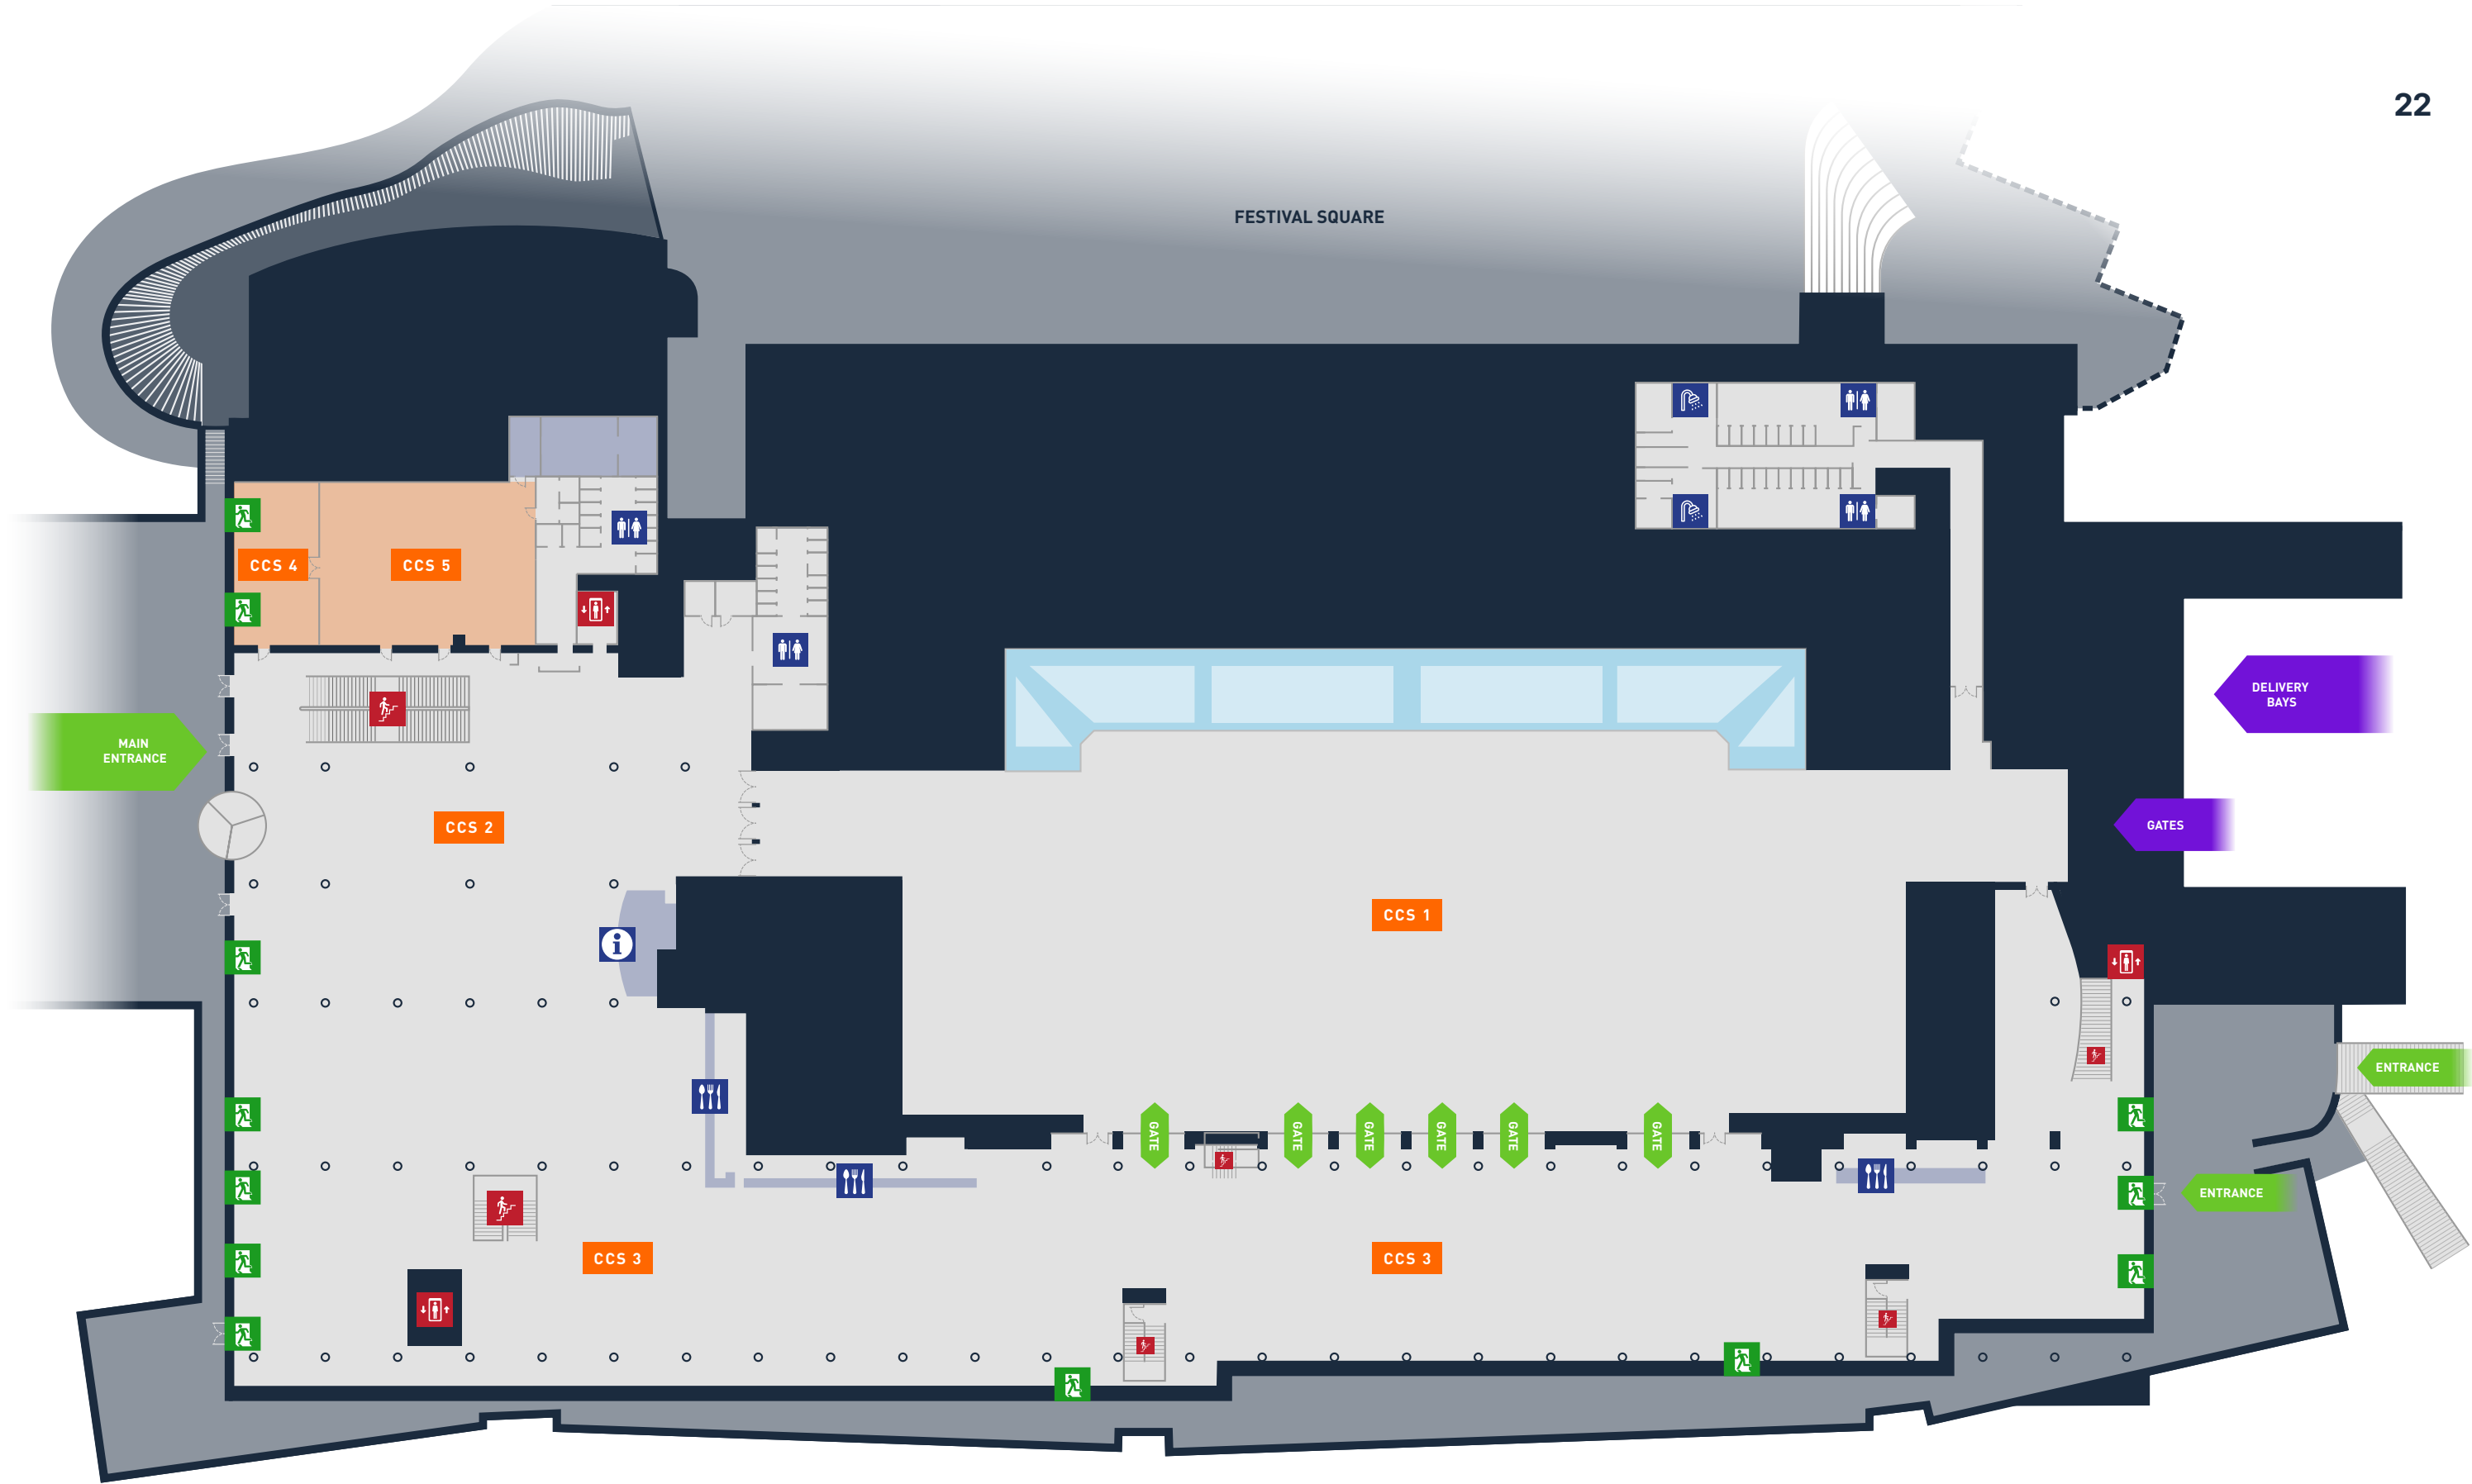 22
FESTIVAL SQUARE
CCS 4
CCS 5
DELIVERY
BAYS
MAIN
ENTRANCE
CCS 2
GATES
CCS 1
ENTRANCE
GATE
GATE
GATE
GATE
GATE
GATE
ENTRANCE
CCS 3
CCS 3